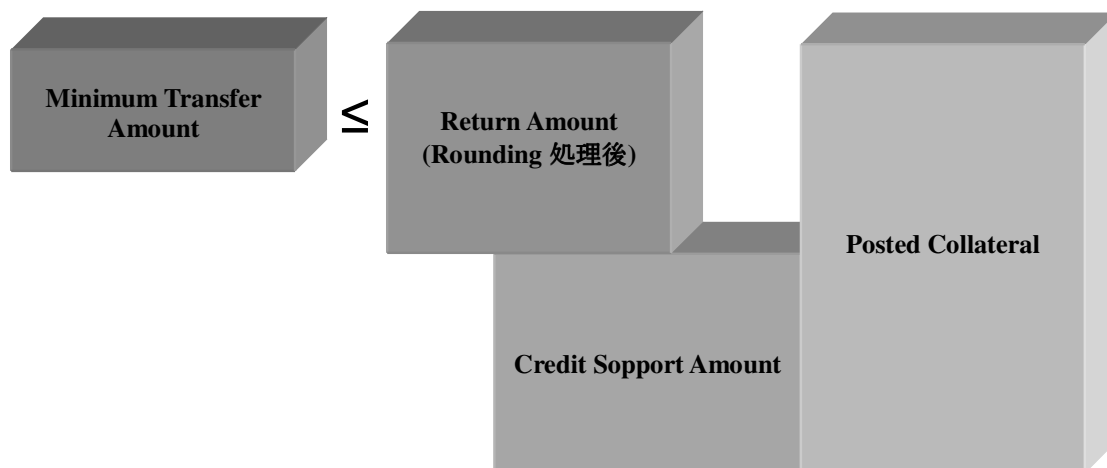 Minimum Transfer
Amount
≤
Return Amount
(Rounding 処理後)
Posted Collateral
Credit Sopport Amount